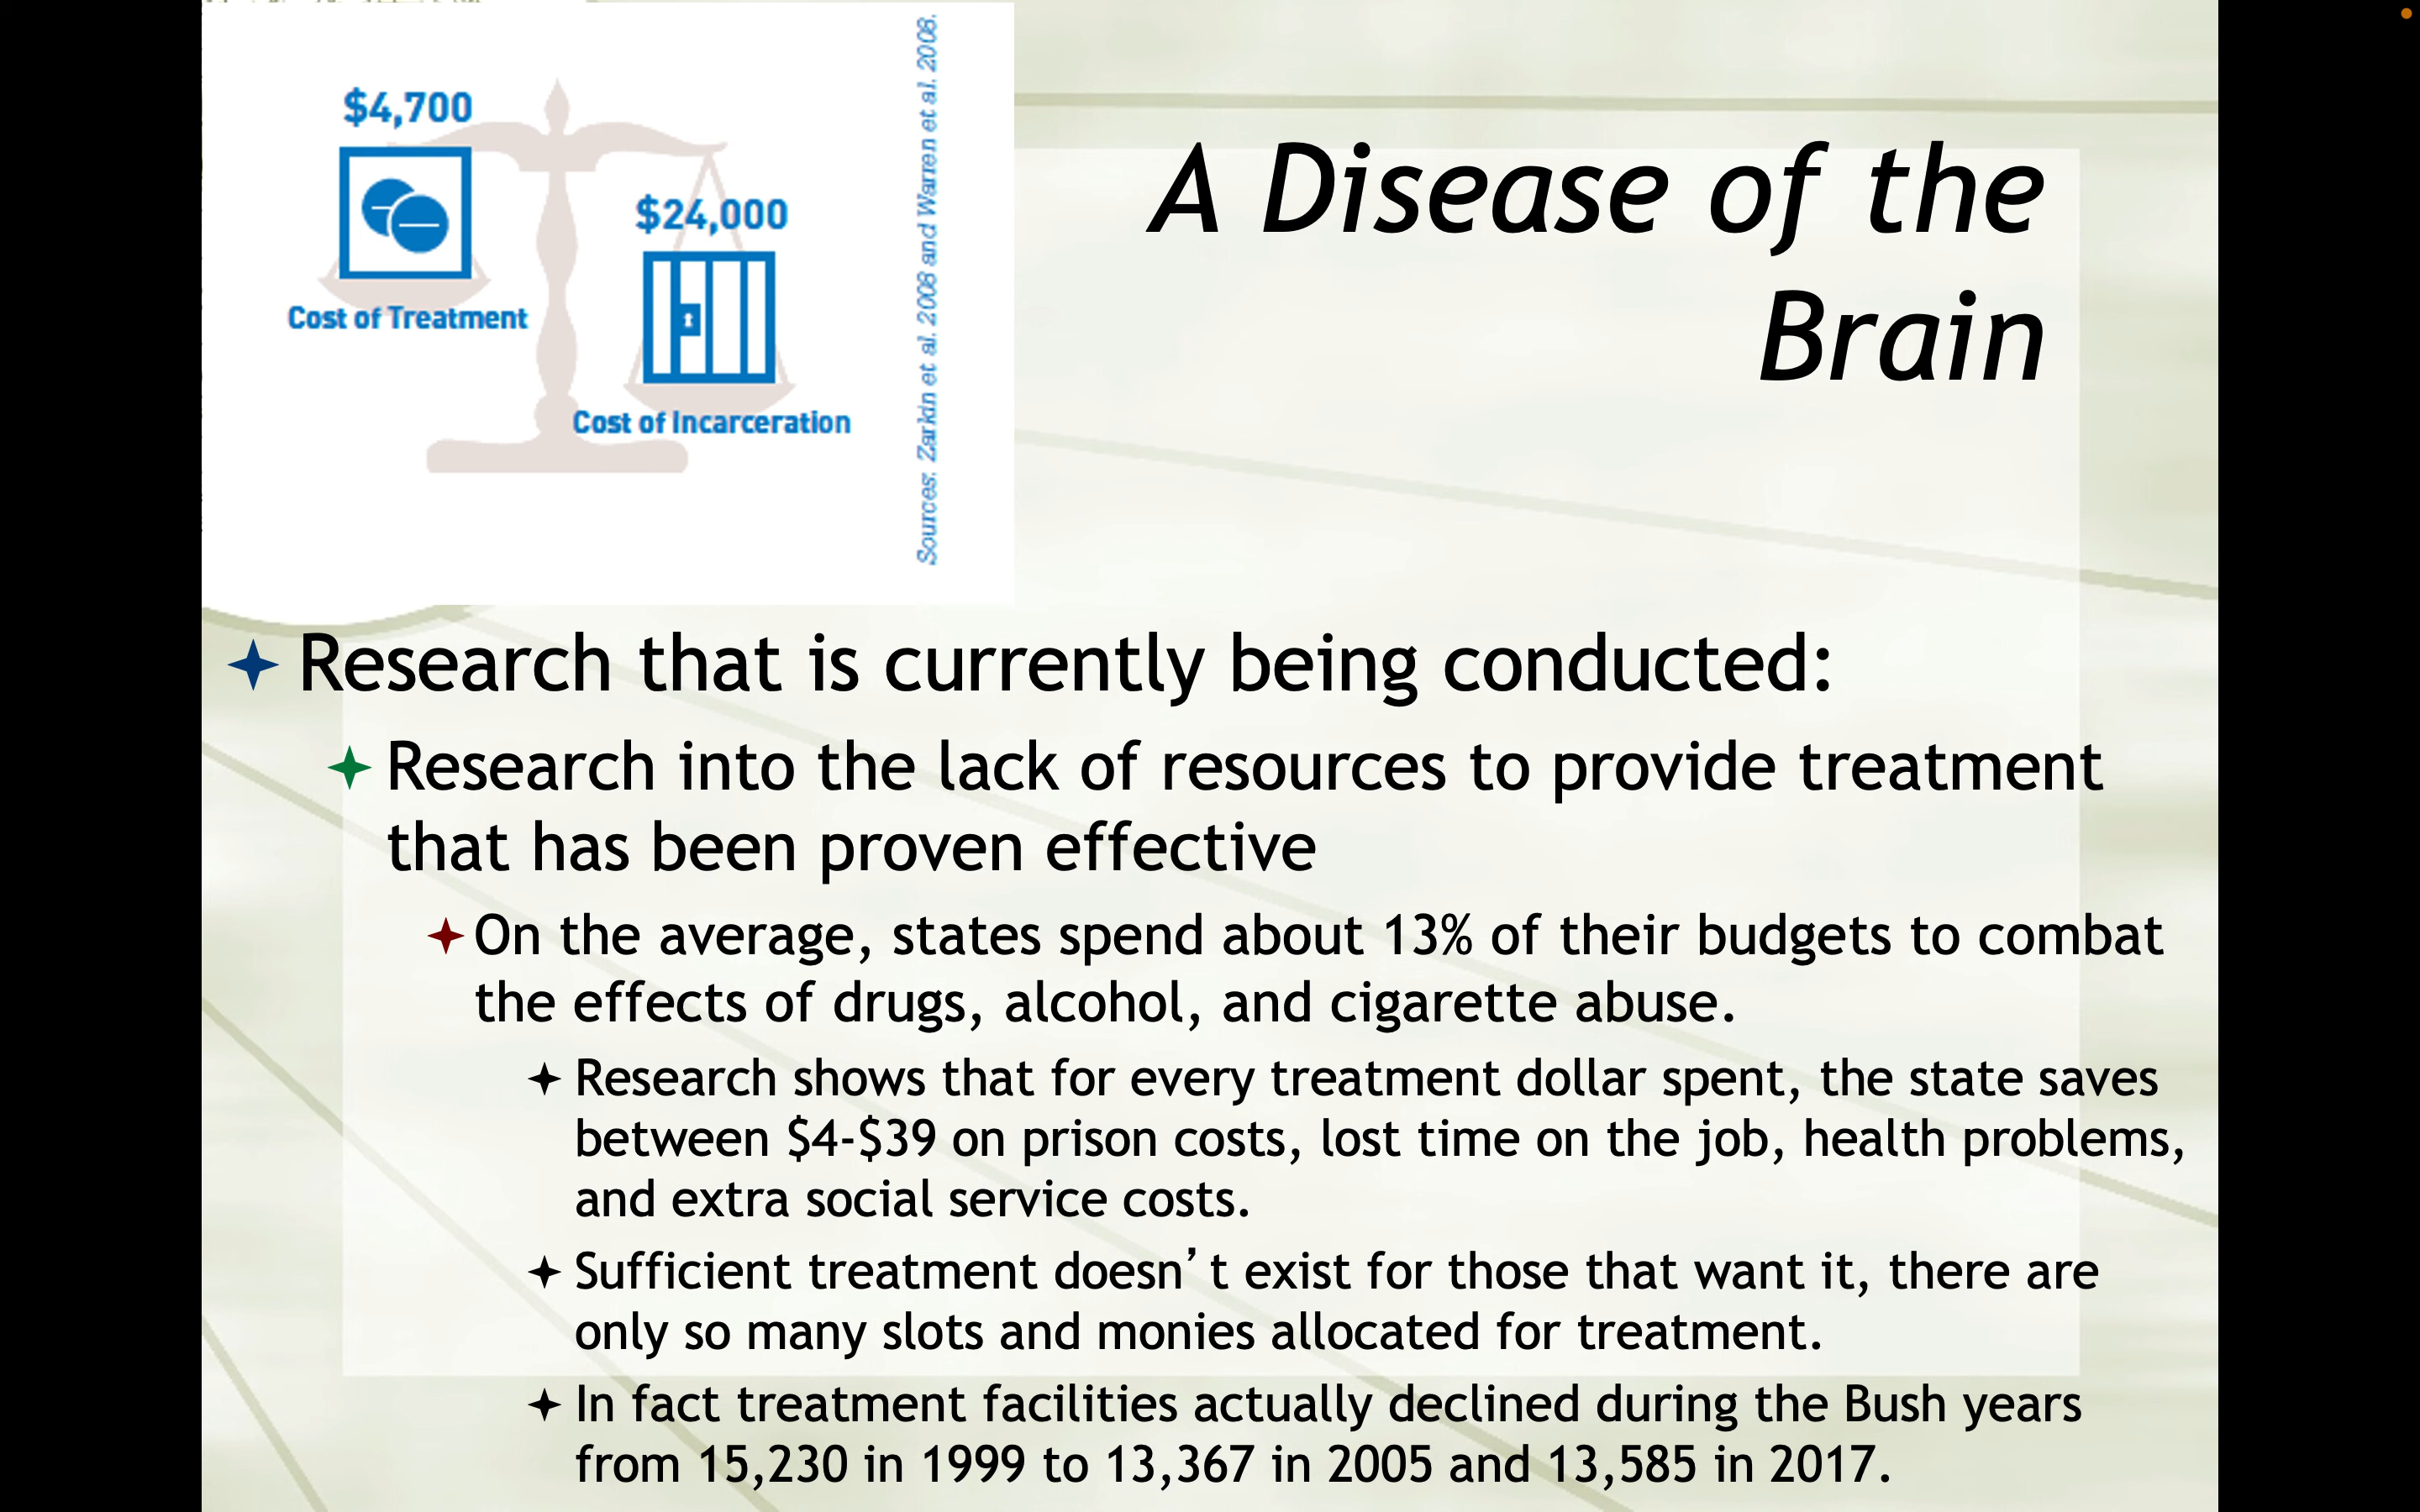 $4,700
Cost of Treatment
$24,000
Cost of Incarceration
Sources: Zarkin et al. 2008 and Warren et al. 2008.
A Disease of the
Brain
Research that is currently being conducted:
Research into the lack of resources to provide treatment
that has been proven effective
On the average, states spend about 13% of their budgets to combat
the effects of drugs, alcohol, and cigarette abuse.
Research shows that for every treatment dollar spent, the state saves
between $4-$39 on prison costs, lost time on the job, health problems,
and extra social service costs.
Sufficient treatment doesn’t exist for those that want it, there are
only so many slots and monies allocated for treatment.
In fact treatment facilities actually declined during the Bush years
from 15,230 in 1999 to 13,367 in 2005 and 13,585 in 2017.